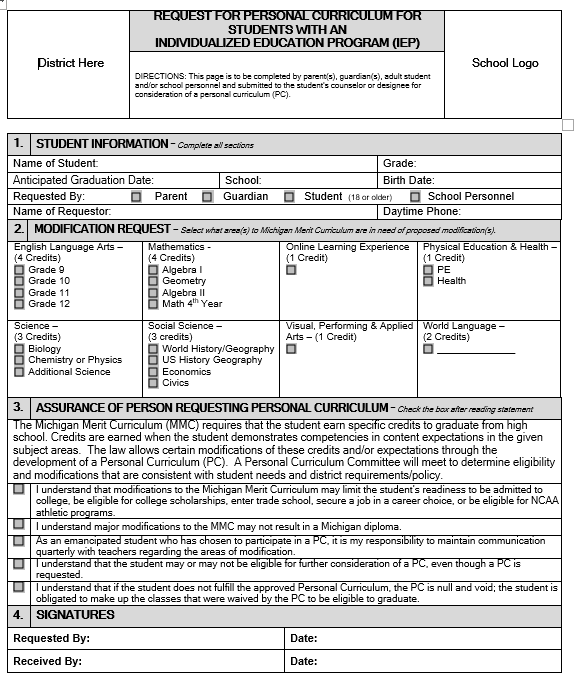 REQUEST FOR PERSONAL CURRICULUM FOR
STUDENTS WITH AN
INDIVIDUALIZED EDUCATION PROGRAM (IEP)
District Here
School Logo
DIRECTIONS: This page is to be completed by parent(s), guardian(s), adult student
and/or school personnel and submitted to the student's counselor or designee for
consideration of a personal curriculum (PC).
1. STUDENT INFORMATION – Complete all sections
Name of Student: Grade:
Anticipated Graduation Date: School: Birth Date:
Requested By: Parent Guardian Student (18 or older) School Personnel
Name of Requestor: Daytime Phone:
2. MODIFICATION REQUEST – Select what area(s) to Michigan Merit Curriculum are in need of proposed modification(s).
English Language Arts –
(4 Credits)
Grade 9
Grade 10
Grade 11
Grade 12
Mathematics -
(4 Credits)
Algebra I
Geometry
Algebra II
Math 4th Year
Online Learning Experience
(1 Credit)
Physical Education & Health –
(1 Credit)
PE
Health
Science –
(3 Credits)
Biology
Chemistry or Physics
Additional Science
Social Science –
(3 credits)
World History/Geography
US History Geography
Economics
Civics
Visual, Performing & Applied
Arts – (1 Credit)
World Language –
(2 Credits)
_______________
3. ASSURANCE OF PERSON REQUESTING PERSONAL CURRICULUM – Check the box after reading statement
The Michigan Merit Curriculum (MMC) requires that the student earn specific credits to graduate from high
school. Credits are earned when the student demonstrates competencies in content expectations in the given
subject areas. The law allows certain modifications of these credits and/or expectations through the
development of a Personal Curriculum (PC). A Personal Curriculum Committee will meet to determine eligibility
and modifications that are consistent with student needs and district requirements/policy.
I understand that modifications to the Michigan Merit Curriculum may limit the student's readiness to be admitted to
college, be eligible for college scholarships, enter trade school, secure a job in a career choice, or be eligible for NCAA
athletic programs.
I understand major modifications to the MMC may not result in a Michigan diploma.
As an emancipated student who has chosen to participate in a PC, it is my responsibility to maintain communication
quarterly with teachers regarding the areas of modification.
I understand that the student may or may not be eligible for further consideration of a PC, even though a PC is
requested.
I understand that if the student does not fulfill the approved Personal Curriculum, the PC is null and void; the student is
obligated to make up the classes that were waived by the PC to be eligible to graduate.
4. SIGNATURES
Requested By: Date:
Received By: Date: